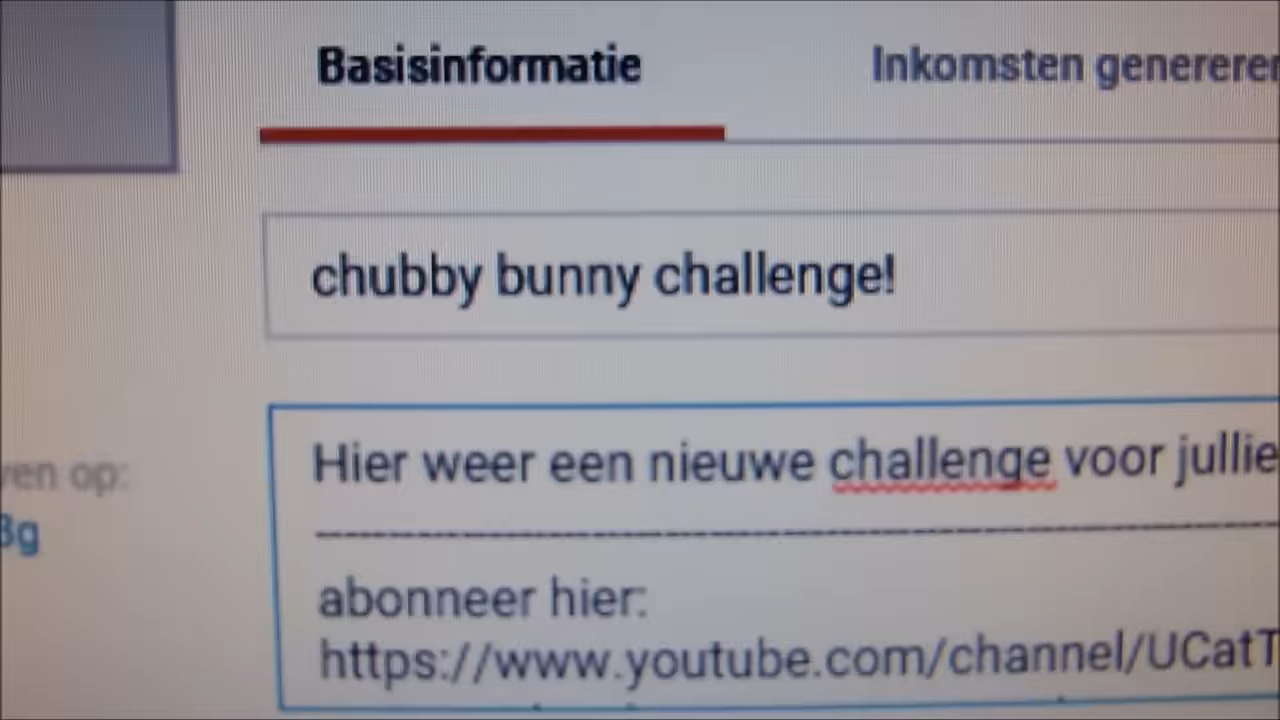 Basisinformatie
Inkomsten
chubby bunny challenge!
Hier weer een nieuwe challenge voor jullie
op:
abonneer hier:
https://www.youtube.com/channel/UCatT